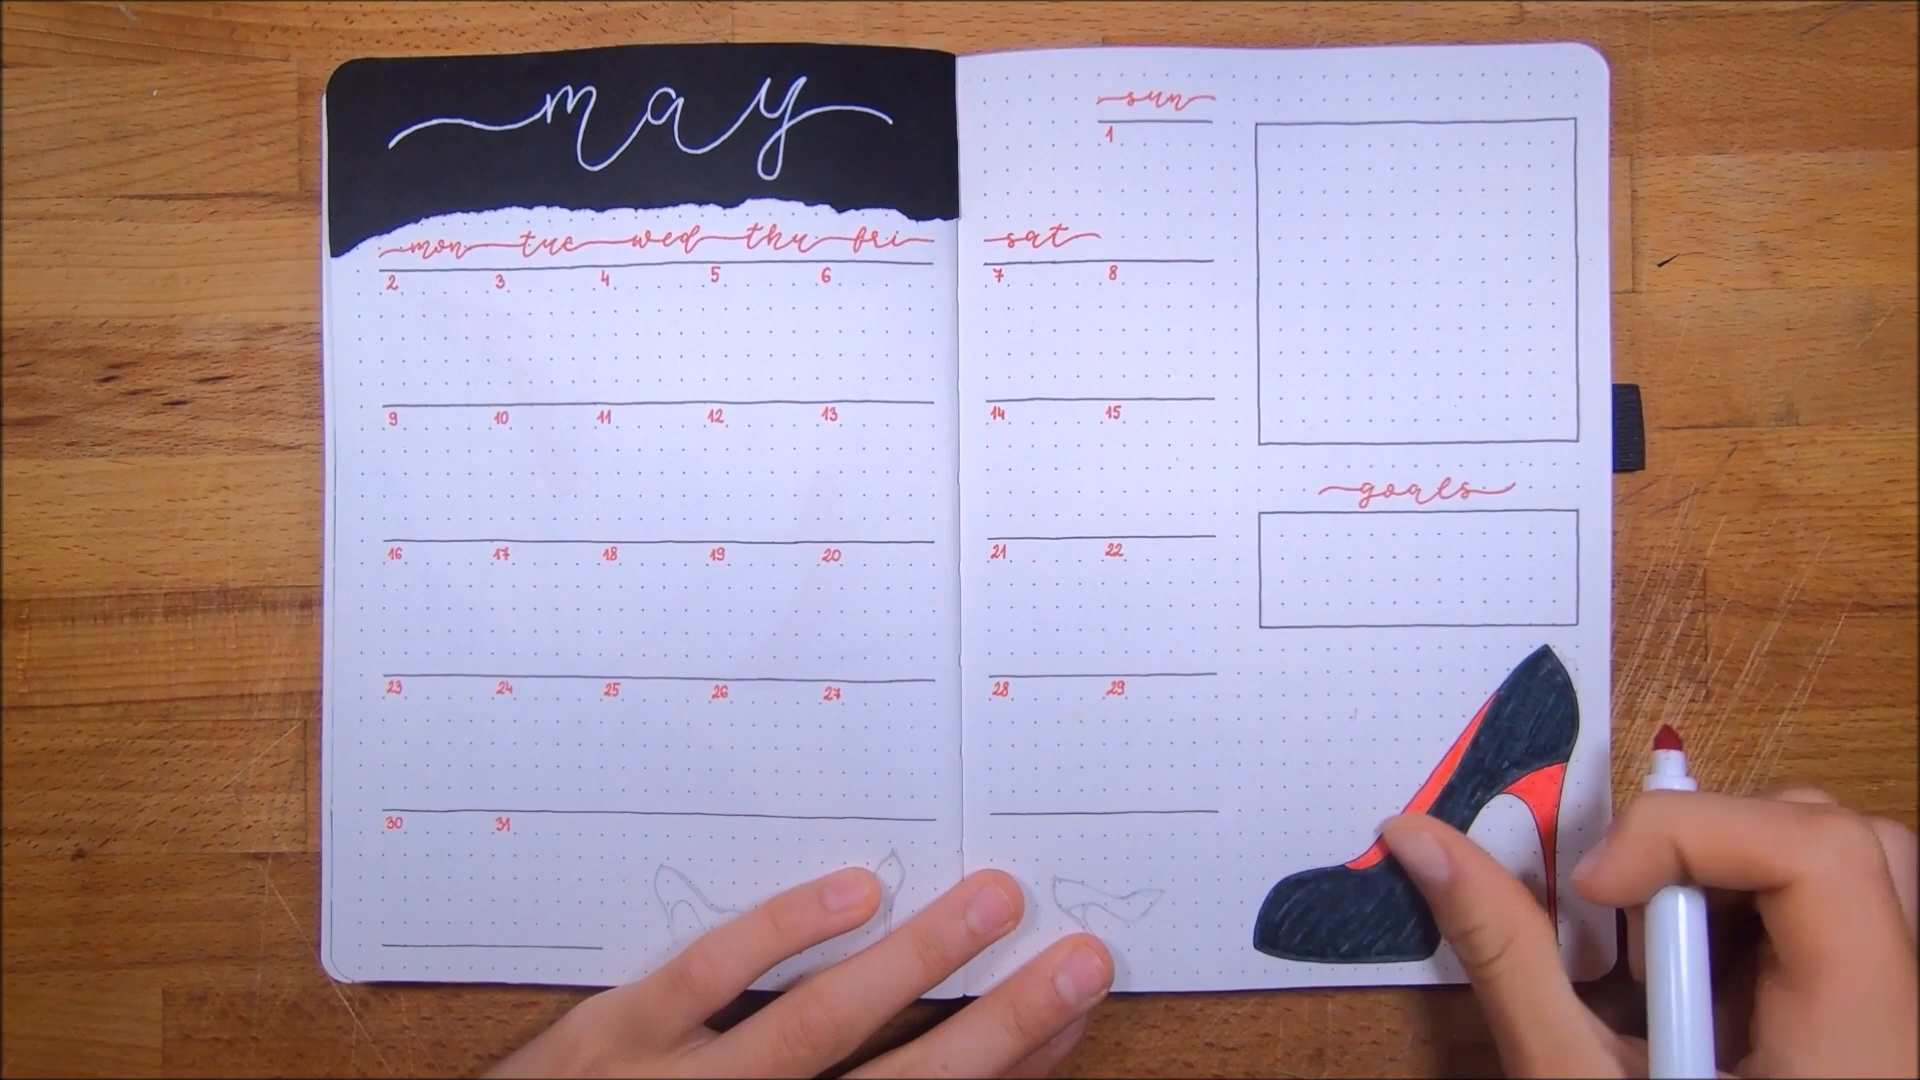 may
sun
1
mon tue wed thu fri sat
2 3 4 5 6 7 8
9 10 11 12 13 14 15
16 17 18 19 20 21 22
23 24 25 26 27 28 29
30 31
goals